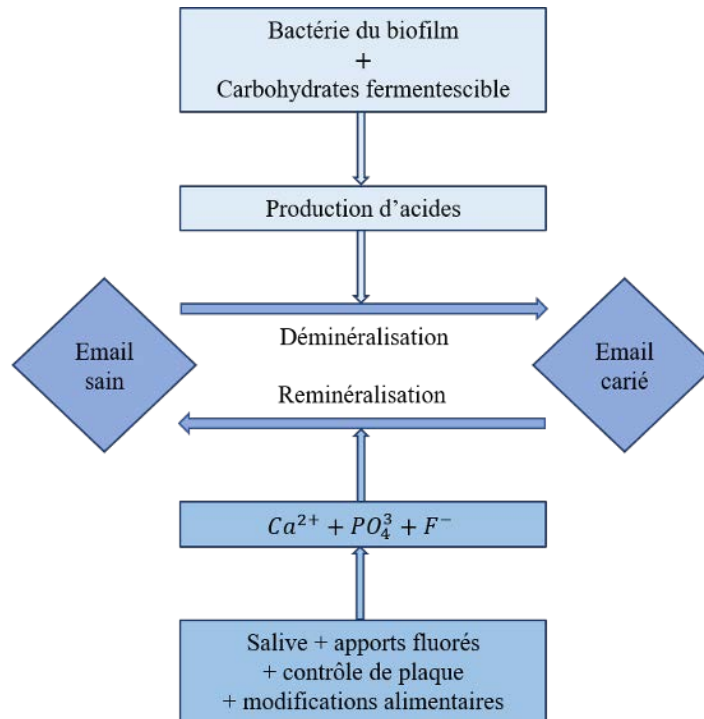 Bactérie du biofilm
+
Carbohydrates fermentescible
Production d’acides
Déminéralisation
Email
sain
Email
carié
Reminéralisation
Ca²⁺ + PO₄³ + F⁻
Salive + apports fluorés
+ contrôle de plaque
+ modifications alimentaires